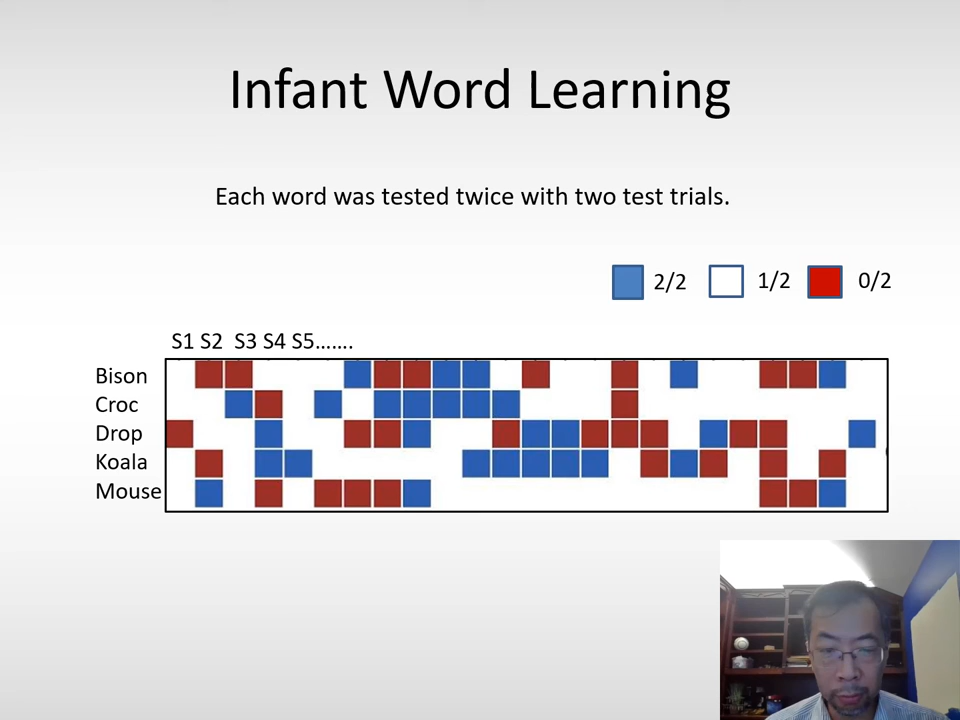 Infant Word Learning
Each word was tested twice with two test trials.
2/2 1/2 0/2
S1 S2 S3 S4 S5…….
Bison
Croc
Drop
Koala
Mouse